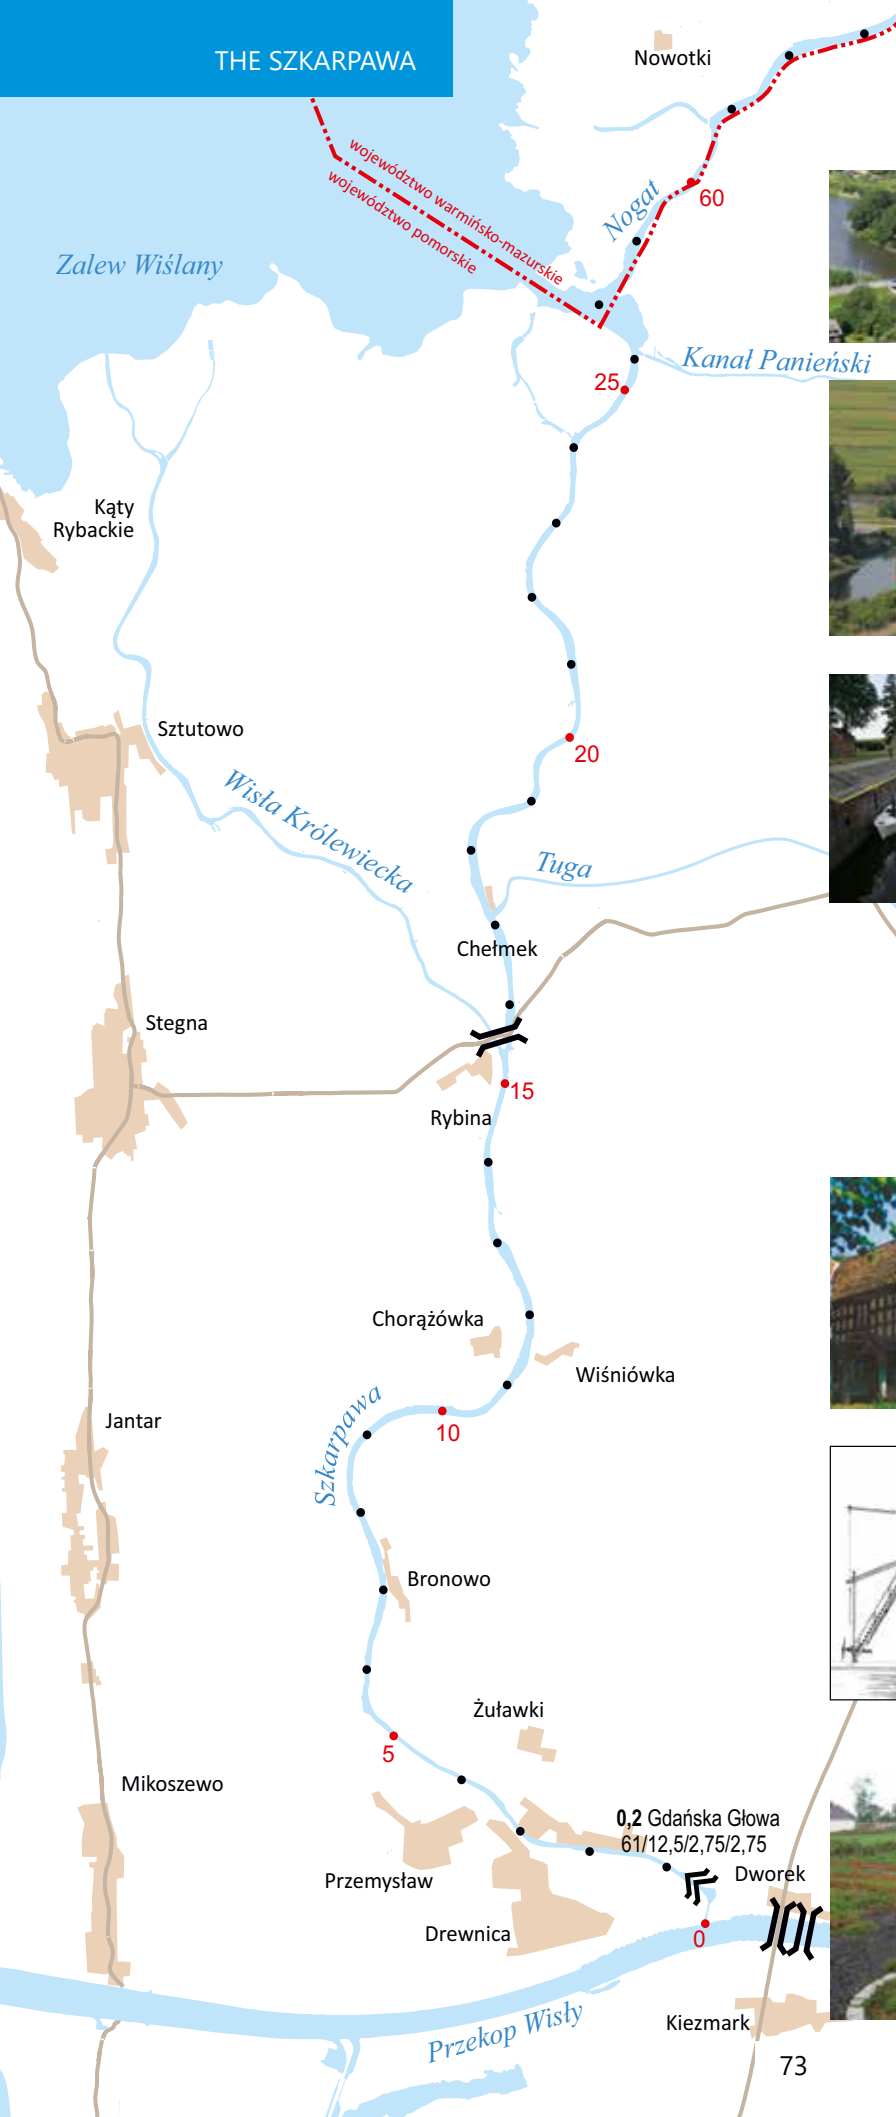 THE SZKARPAWA
Nowotki
województwo warmińsko-mazurskie
województwo pomorskie
Nogat
60
Zalew Wiślany
Kanał Panieński
25
Kąty
Rybackie
Sztutowo
20
Wisła Królewiecka
Tuga
Chełmek
Stegna
15
Rybina
Chorążówka
Wiśniówka
Szkarpawa
Jantar
10
Bronowo
Żuławki
5
Mikoszewo
0,2 Gdańska Głowa
61/12,5/2,75/2,75
Przemysław
Dworek
Drewnica
0
Przekop Wisły
Kiezmark
73